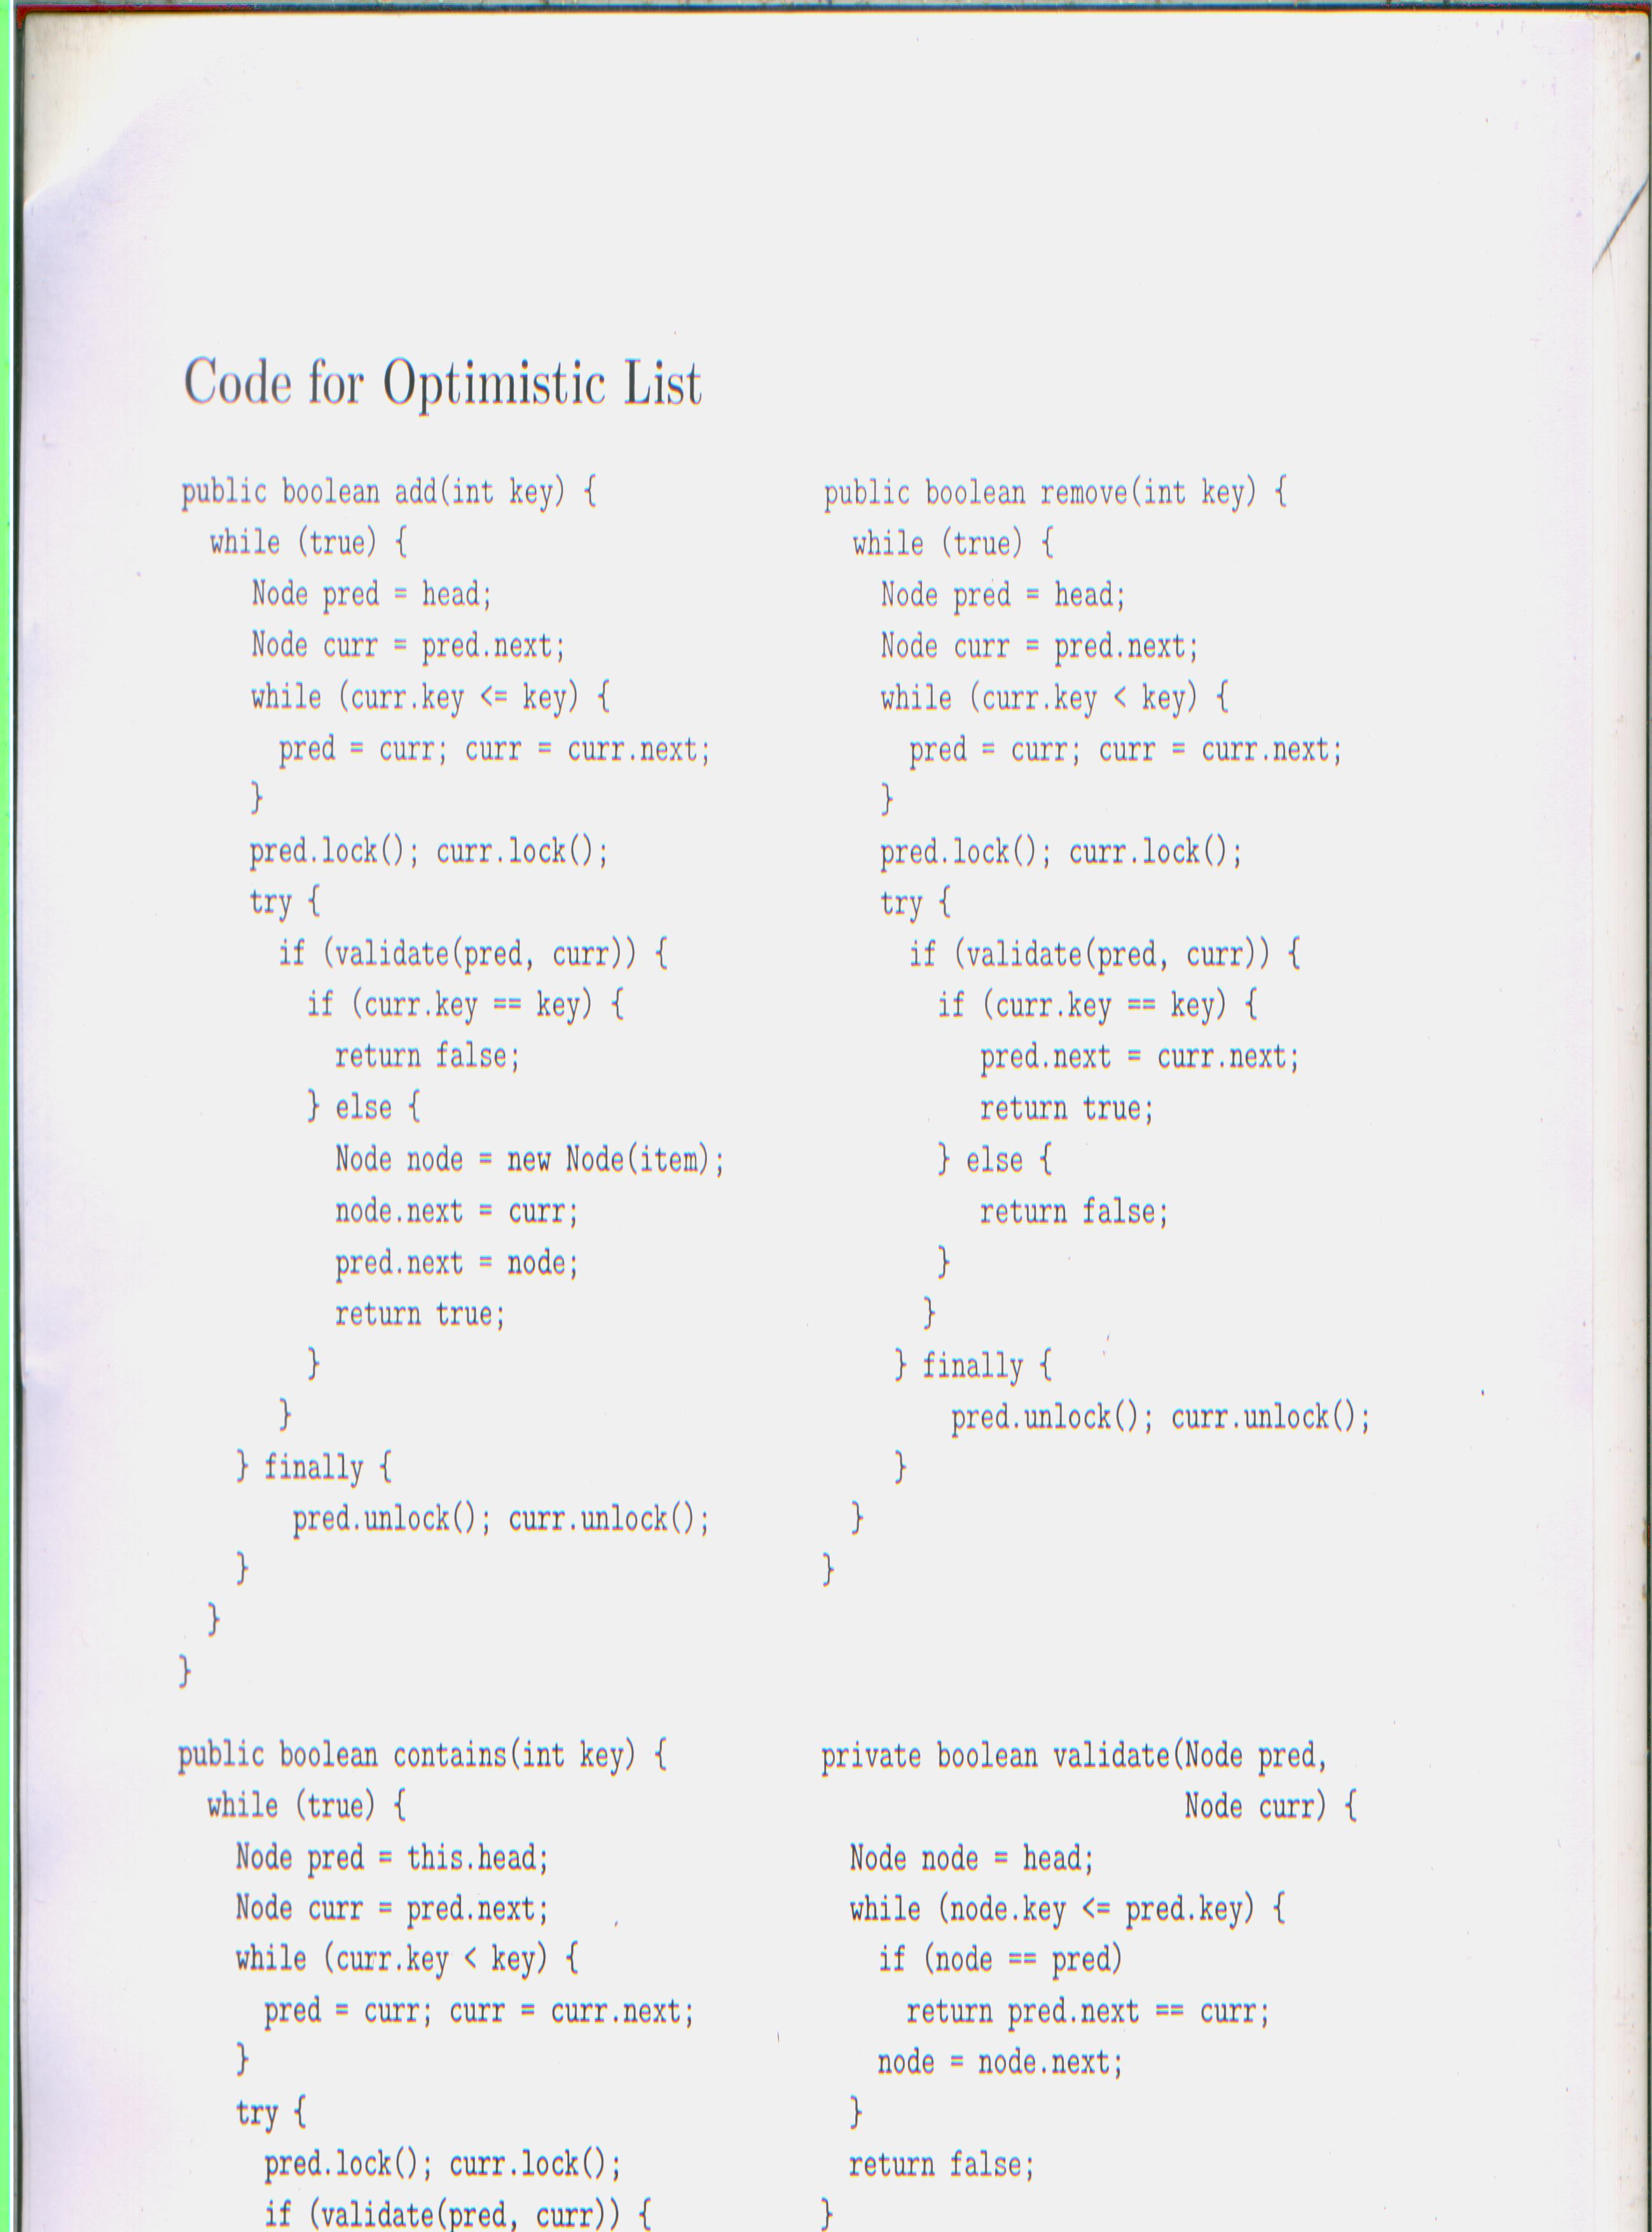 Code for Optimistic List
public boolean add(int key) {
  while (true) {
     Node pred = head;
     Node curr = pred.next;
     while (curr.key <= key) {
       pred = curr; curr = curr.next;
     }
     pred.lock(); curr.lock();
     try {
       if (validate(pred, curr)) {
         if (curr.key == key) {
           return false;
         } else {
           Node node = new Node(item);
           node.next = curr;
           pred.next = node;
           return true;
         }
       }
    } finally {
        pred.unlock(); curr.unlock();
    }
  }
}
public boolean remove(int key) {
  while (true) {
    Node pred = head;
    Node curr = pred.next;
    while (curr.key < key) {
      pred = curr; curr = curr.next;
    }
    pred.lock(); curr.lock();
    try {
      if (validate(pred, curr)) {
        if (curr.key == key) {
           pred.next = curr.next;
           return true;
        } else {
           return false;
        }
       }
     } finally {
         pred.unlock(); curr.unlock();
     }
  }
}
public boolean contains(int key) {
  while (true) {
    Node pred = this.head;
    Node curr = pred.next;
    while (curr.key < key) {
      pred = curr; curr = curr.next;
    }
    try {
      pred.lock(); curr.lock();
      if (validate(pred, curr)) {
private boolean validate(Node pred,
                         Node curr) {
  Node node = head;
  while (node.key <= pred.key) {
    if (node == pred)
      return pred.next == curr;
    node = node.next;
  }
  return false;
}